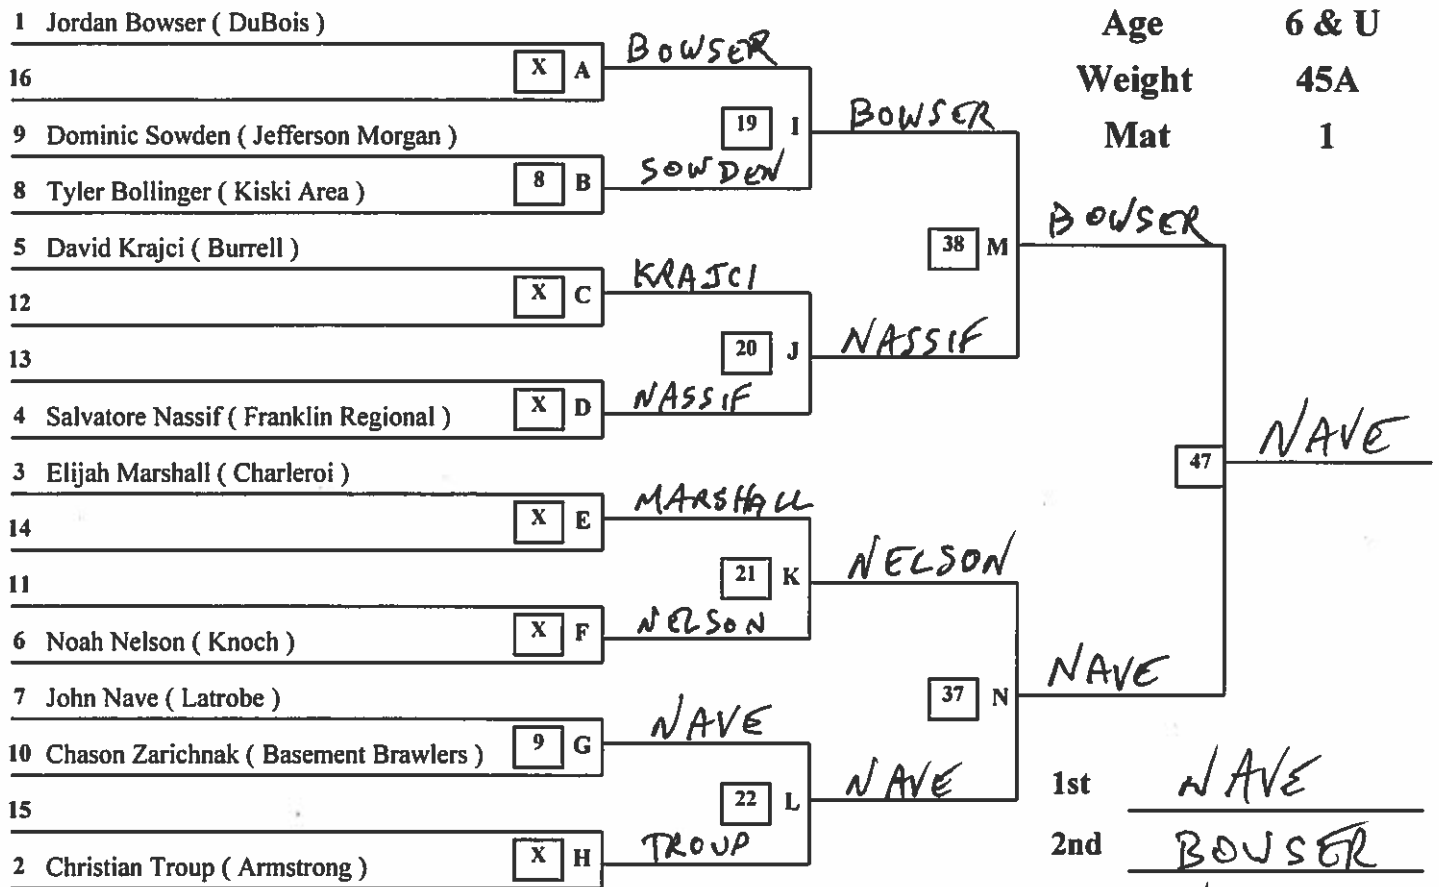 1 Jordan Bowser ( DuBois )
16
X A
BOWSER
9 Dominic Sowden ( Jefferson Morgan )
8 Tyler Bollinger ( Kiski Area )
8 B
SOWDEN
19 I
BOWSER
5 David Krajci ( Burrell )
12
X C
KRAJCI
13
4 Salvatore Nassif ( Franklin Regional )
X D
NASSIF
20 J
NASSIF
38 M
BOWSER
3 Elijah Marshall ( Charleroi )
14
X E
MARSHALL
11
6 Noah Nelson ( Knoch )
X F
NELSON
21 K
NELSON
7 John Nave ( Latrobe )
10 Chason Zarichnak ( Basement Brawlers )
9 G
NAVE
15
2 Christian Troup ( Armstrong )
X H
TROUP
22 L
NAVE
37 N
NAVE
47
NAVE
Age 6 & U
Weight 45A
Mat 1
1st NAVE
2nd BOWSER